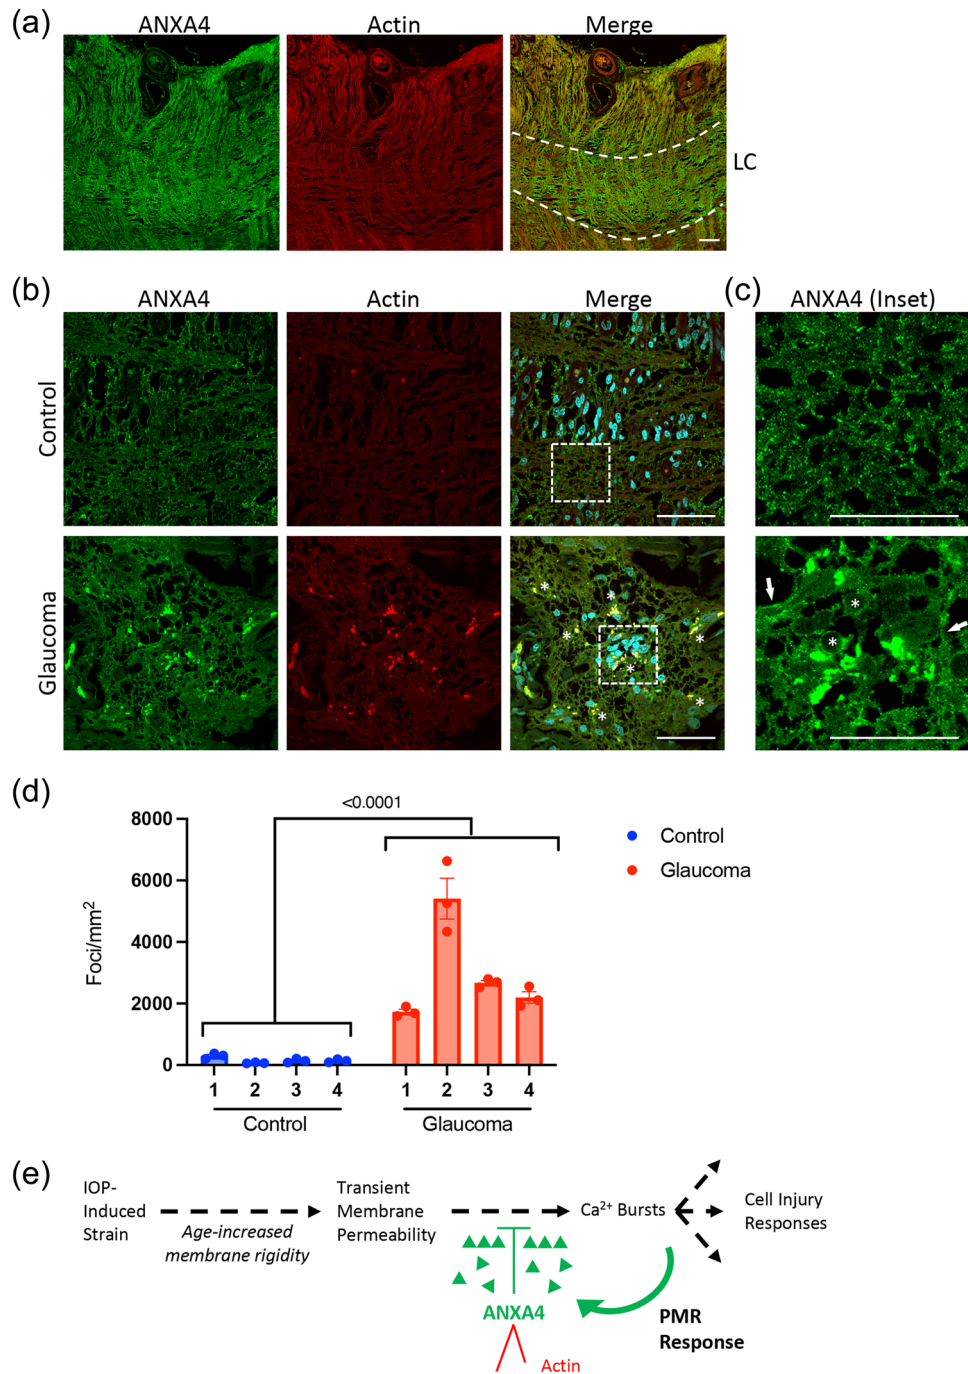 (a)
ANXA4 Actin Merge
LC
(b)
ANXA4 Actin Merge
(c)
ANXA4 (Inset)
Control
*
*
*
*
*
*
*
*
Glaucoma
(d)
<0.0001
8000
6000
4000
2000
0
Foci/mm²
Control
Glaucoma
1 2 3 4 1 2 3 4
Control Glaucoma
(e)
IOP-
Induced
Strain
Age-increased
membrane rigidity
Transient
Membrane
Permeability
Ca²⁺ Bursts
Cell Injury
Responses
ANXA4
Actin
PMR
Response